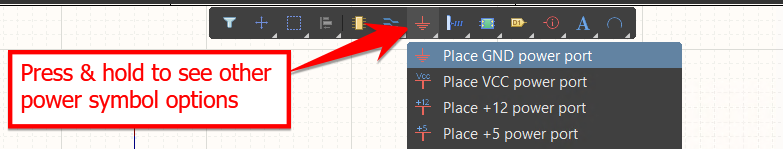 D1
A
Press & hold to see other
power symbol options
Place GND power port
Vcc
Place VCC power port
+12
Place +12 power port
+5
Place +5 power port